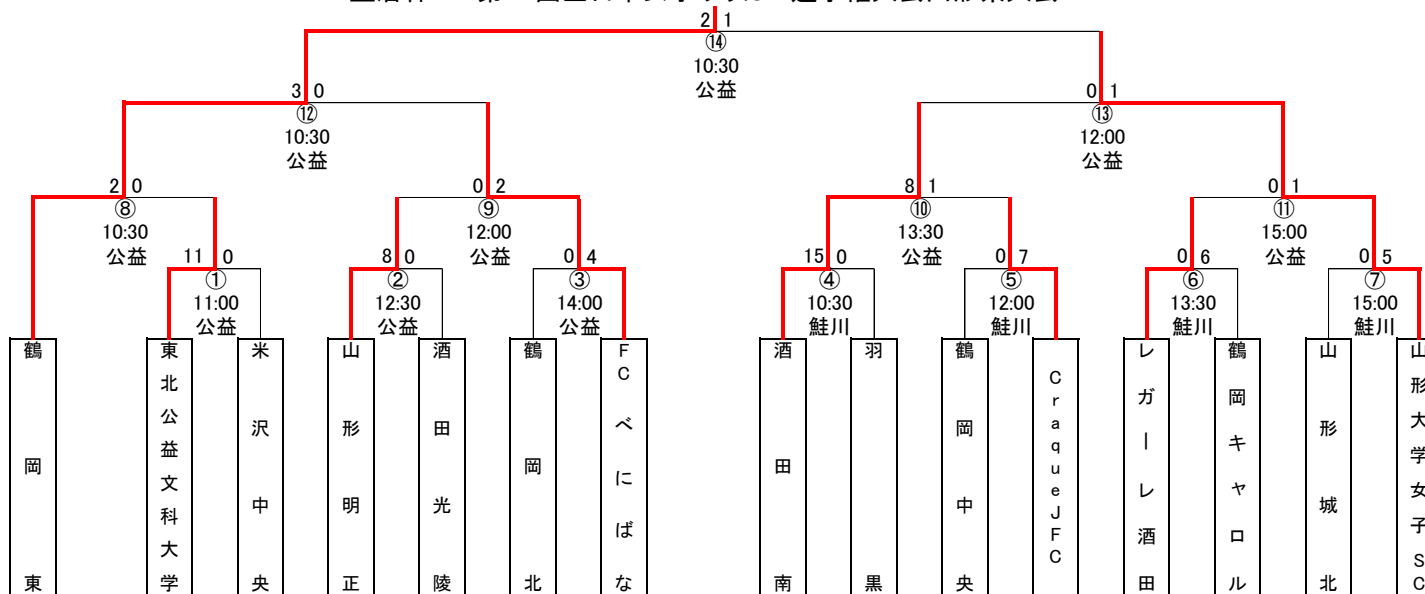 2 1
⑭
10:30
公益
3 0
⑫
10:30
公益
0 1
⑬
12:00
公益
2 0
⑧
10:30
公益
0 2
⑨
12:00
公益
8 1
⑩
13:30
公益
0 1
⑪
15:00
公益
11 0
①
11:00
公益
8 0
②
12:30
公益
0 4
③
14:00
公益
15 0
④
10:30
鮭川
0 7
⑤
12:00
鮭川
0 6
⑥
13:30
鮭川
0 5
⑦
15:00
鮭川
鶴岡東
東北公益文科大学
米沢中央
山形明正
酒田光陵
鶴岡北
FCべにばな
酒田南
羽黒
鶴岡中央
CraqueJFC
レガーレ酒田
鶴岡キャロル
山形城北
山形大学女子SC